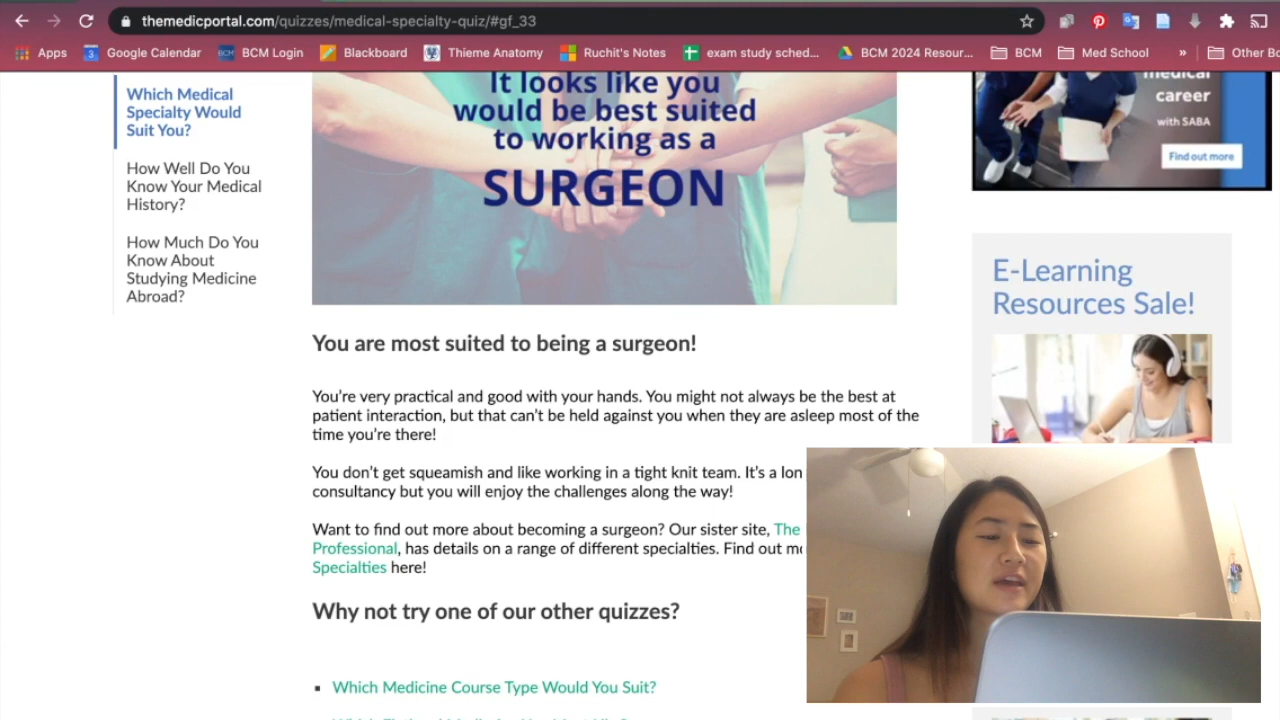 themedicportal.com/quizzes/medical-specialty-quiz/#gf_33
Apps
3 Google Calendar
BCM BCM Login
Blackboard
Thieme Anatomy
Ruchit's Notes
exam study sched...
BCM 2024 Resour...
BCM
Med School
»
Other Bo
Which Medical
Specialty Would
Suit You?
How Well Do You
Know Your Medical
History?
How Much Do You
Know About
Studying Medicine
Abroad?
It looks like you
would be best suited
to working as a
SURGEON
medical
career
with SABA
Find out more
E-Learning
Resources Sale!
You are most suited to being a surgeon!
You're very practical and good with your hands. You might not always be the best at
patient interaction, but that can't be held against you when they are asleep most of the
time you're there!
You don't get squeamish and like working in a tight knit team. It's a lon
consultancy but you will enjoy the challenges along the way!
Want to find out more about becoming a surgeon? Our sister site, The
Professional, has details on a range of different specialties. Find out mo
Specialties here!
Why not try one of our other quizzes?
▪ Which Medicine Course Type Would You Suit?